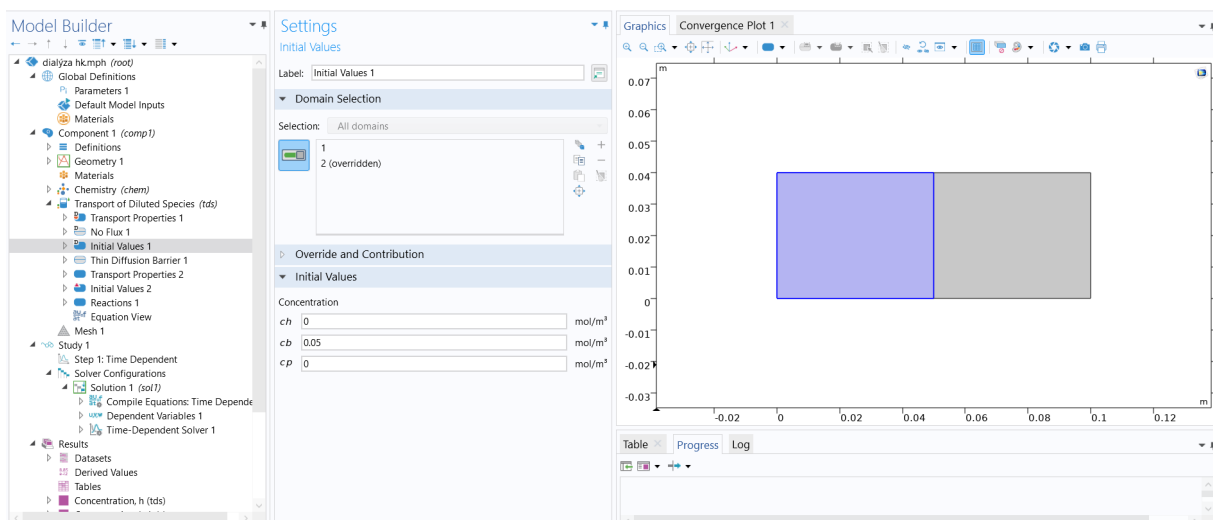 Model Builder
dialýza hk.mph (root)
Global Definitions
Pi Parameters 1
Default Model Inputs
Materials
Component 1 (comp1)
Definitions
Geometry 1
Materials
Chemistry (chem)
Transport of Diluted Species (tds)
Transport Properties 1
No Flux 1
Initial Values 1
Thin Diffusion Barrier 1
Transport Properties 2
Initial Values 2
Reactions 1
Equation View
Mesh 1
Study 1
Step 1: Time Dependent
Solver Configurations
Solution 1 (sol1)
Compile Equations: Time Depende
Dependent Variables 1
Time-Dependent Solver 1
Results
Datasets
Derived Values
Tables
Concentration, h (tds)
Settings
Initial Values
Label: Initial Values 1
Domain Selection
Selection: All domains
1
2 (overridden)
Override and Contribution
Initial Values
Concentration
ch 0 mol/m³
cb 0.05 mol/m³
cp 0 mol/m³
Graphics Convergence Plot 1
m
0.07
0.06
0.05
0.04
0.03
0.02
0.01
0
-0.01
-0.02
-0.03
m
-0.02 0 0.02 0.04 0.06 0.08 0.1 0.12
Table Progress Log